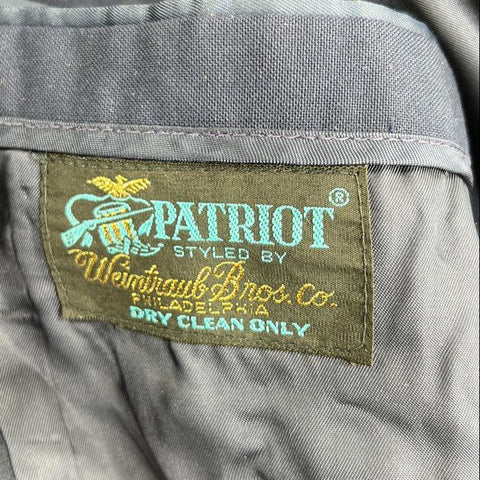 PATRIOT®
STYLED BY
Weintraub Bros. Co.
PHILADELPHIA
DRY CLEAN ONLY